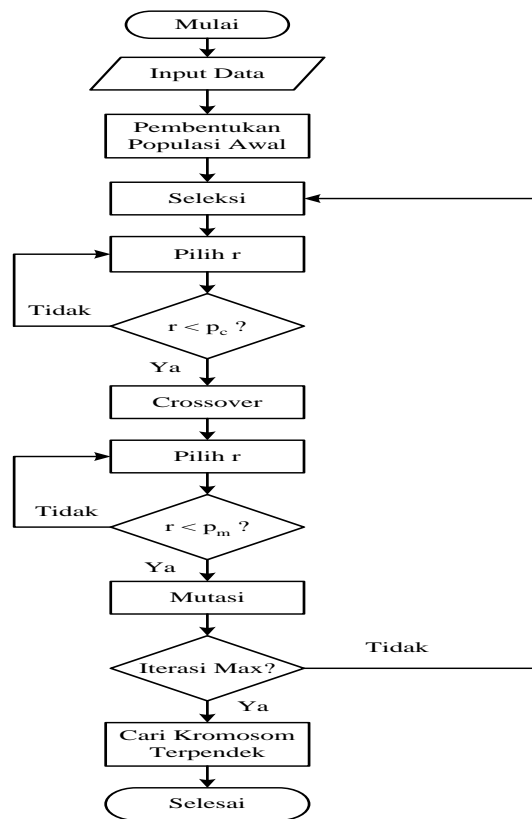 Mulai
Input Data
Pembentukan
Populasi Awal
Seleksi
Pilih r
Tidak
r < pc ?
Ya
Crossover
Pilih r
Tidak
r < pm ?
Ya
Mutasi
Tidak
Iterasi Max?
Ya
Cari Kromosom
Terpendek
Selesai